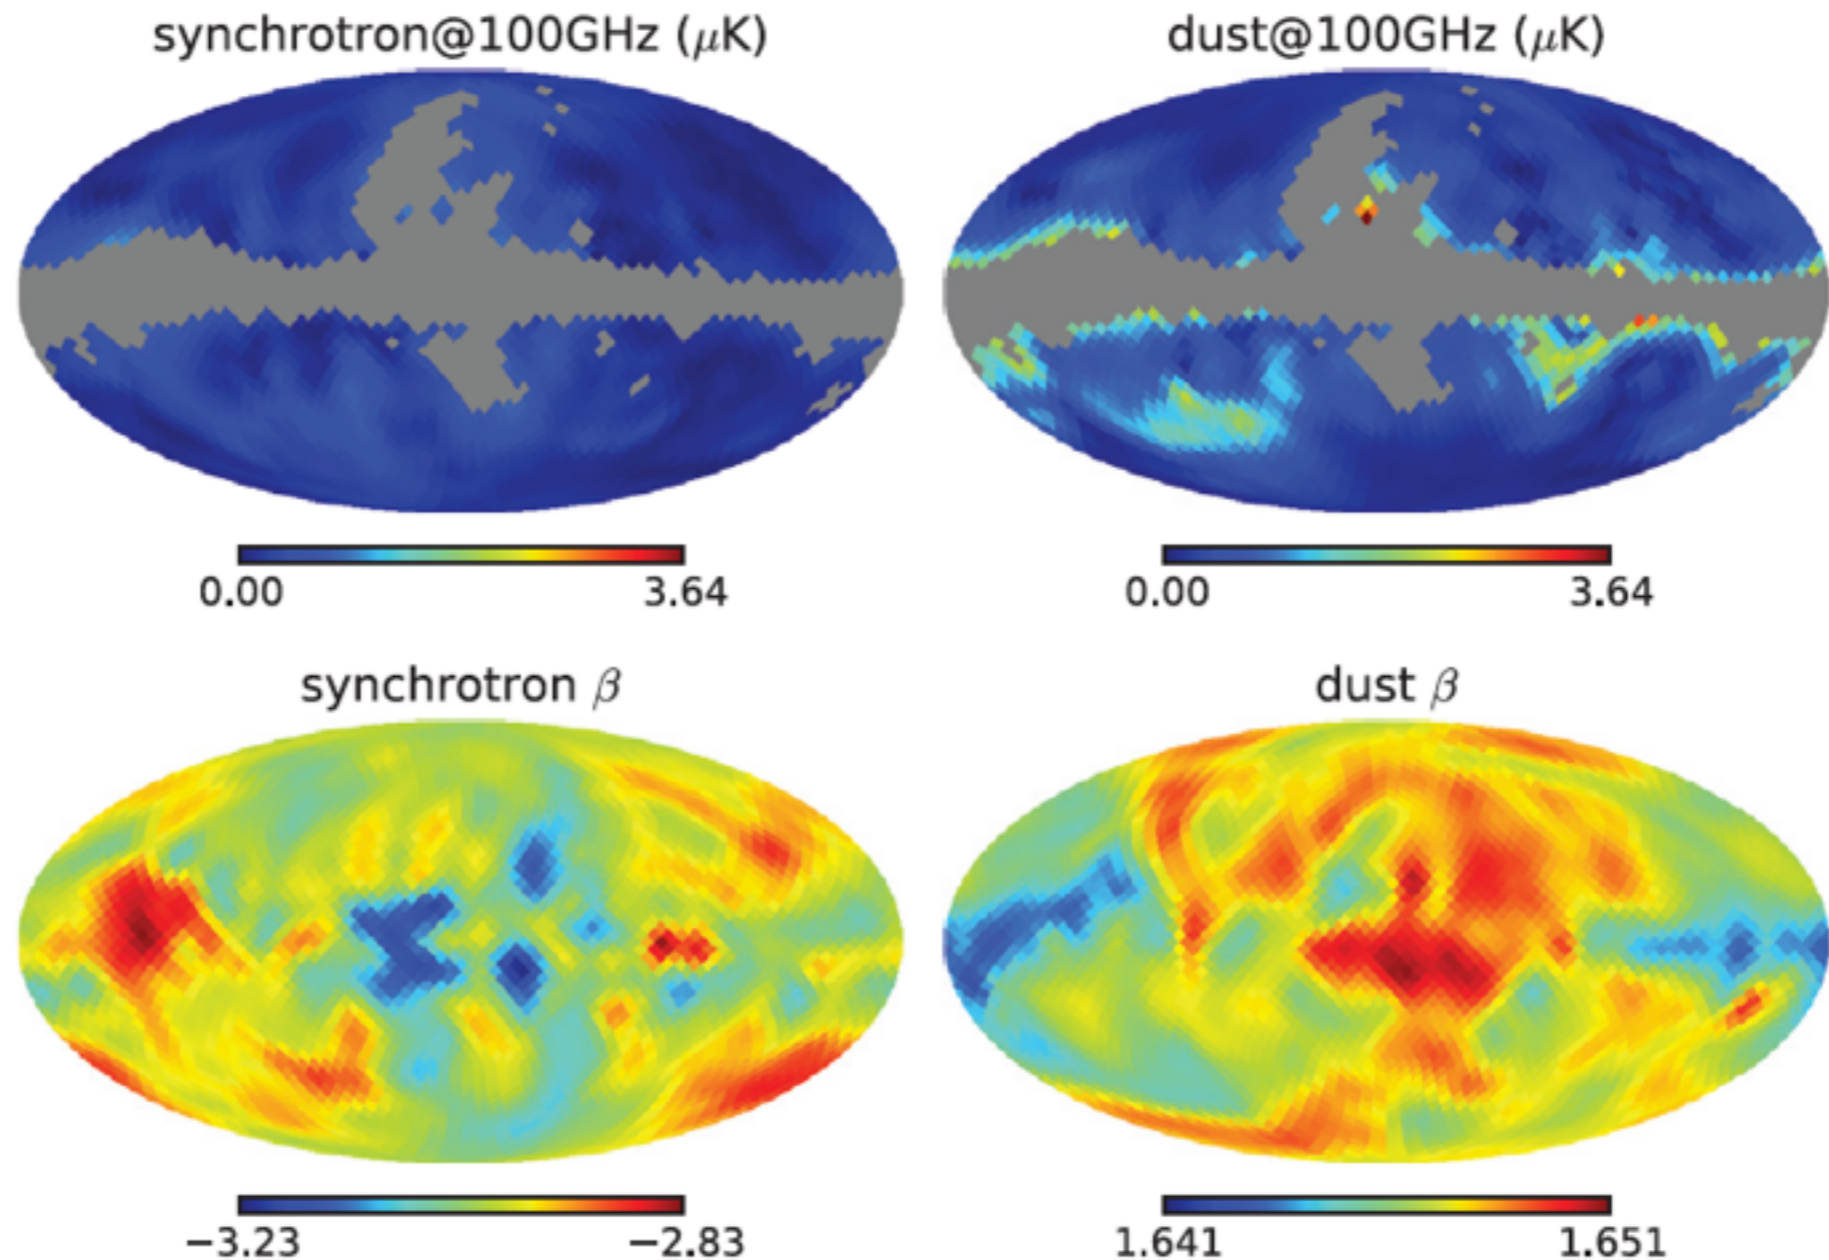 synchrotron@100GHz (μK)
dust@100GHz (μK)
0.00 3.64
0.00 3.64
synchrotron β
dust β
−3.23 −2.83
1.641 1.651